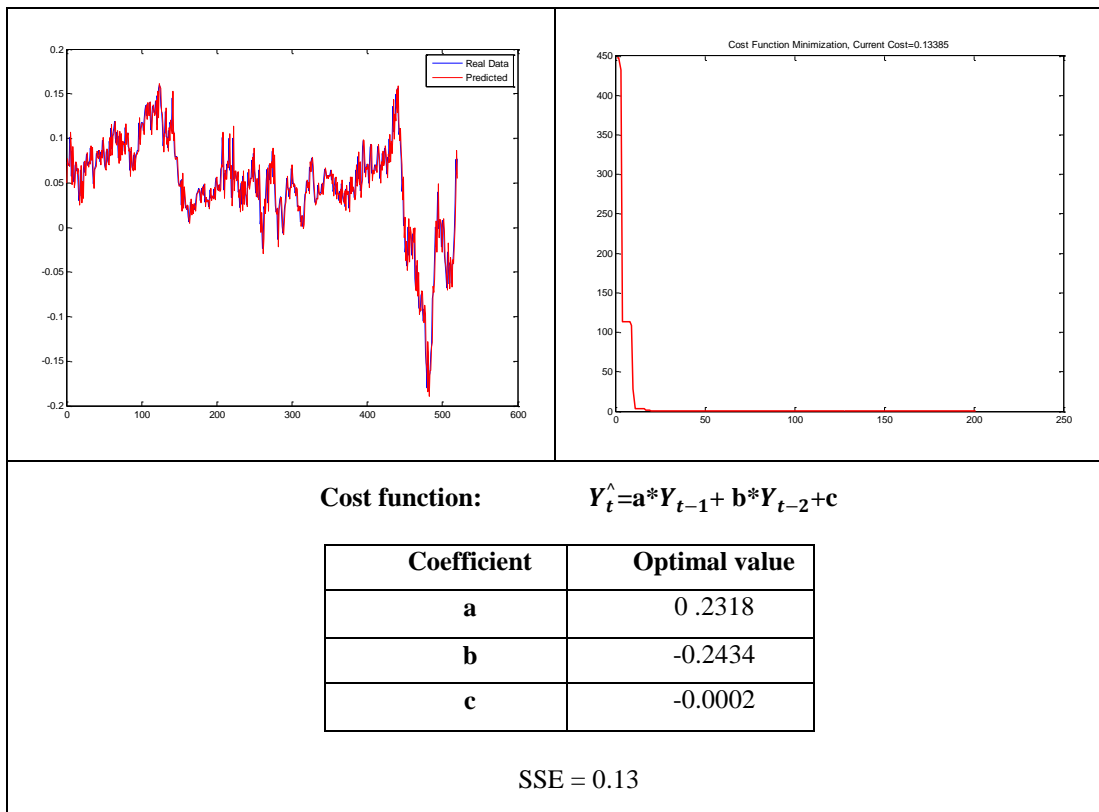 0.2
0.15
0.1
0.05
0
-0.05
-0.1
-0.15
-0.2
0 100 200 300 400 500 600
Real Data
Predicted
Cost Function Minimization, Current Cost=0.13385
450
400
350
300
250
200
150
100
50
0
0 50 100 150 200 250
Cost function: Y^_t=a*Y_{t-1}+ b*Y_{t-2}+c
Coefficient Optimal value
a 0 .2318
b -0.2434
c -0.0002
SSE = 0.13